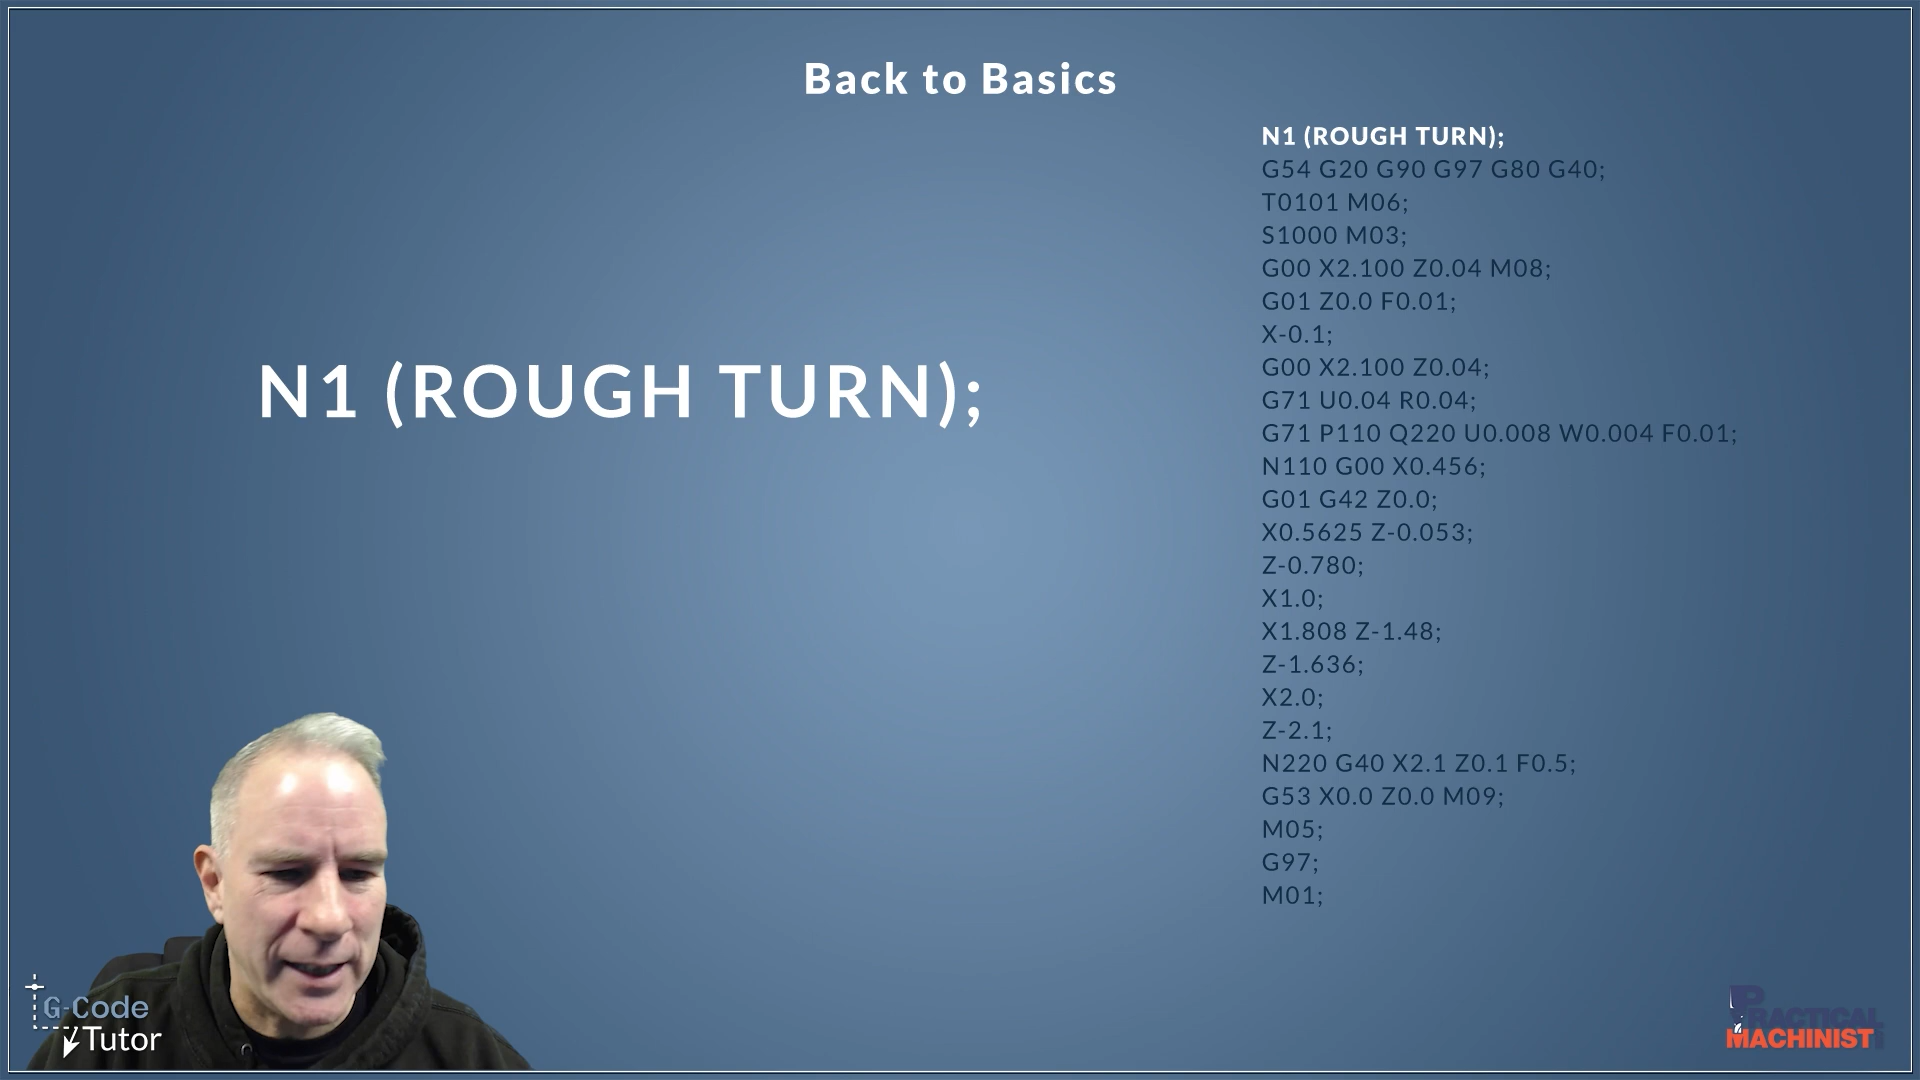 Back to Basics
N1 (ROUGH TURN);
N1 (ROUGH TURN);
G54 G20 G90 G97 G80 G40;
T0101 M06;
S1000 M03;
G00 X2.100 Z0.04 M08;
G01 Z0.0 F0.01;
X-0.1;
G00 X2.100 Z0.04;
G71 U0.04 R0.04;
G71 P110 Q220 U0.008 W0.004 F0.01;
N110 G00 X0.456;
G01 G42 Z0.0;
X0.5625 Z-0.053;
Z-0.780;
X1.0;
X1.808 Z-1.48;
Z-1.636;
X2.0;
Z-2.1;
N220 G40 X2.1 Z0.1 F0.5;
G53 X0.0 Z0.0 M09;
M05;
G97;
M01;
G-Code
Tutor
PRACTICAL
MACHINIST